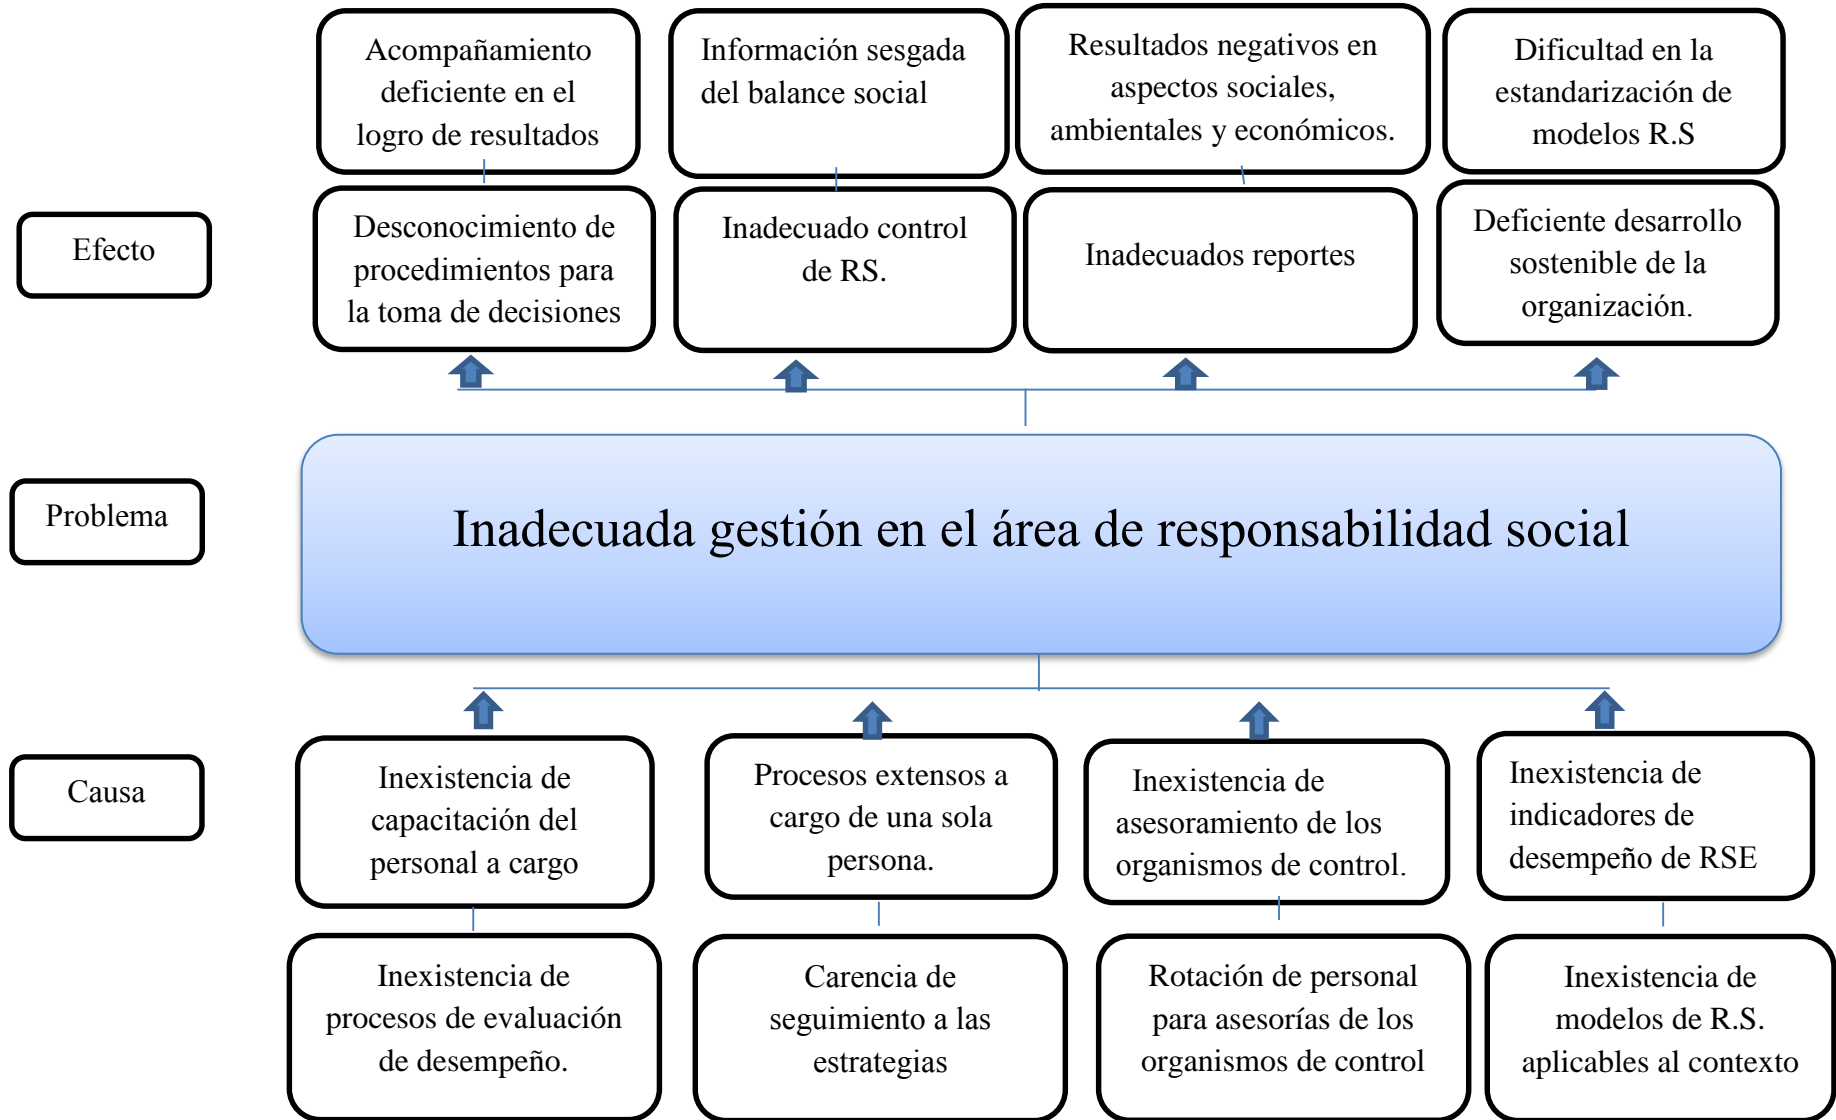 Acompañamiento
deficiente en el
logro de resultados
Información sesgada
del balance social
Resultados negativos en
aspectos sociales,
ambientales y económicos.
Dificultad en la
estandarización de
modelos R.S
Efecto
Desconocimiento de
procedimientos para
la toma de decisiones
Inadecuado control
de RS.
Inadecuados reportes
Deficiente desarrollo
sostenible de la
organización.
Problema
Inadecuada gestión en el área de responsabilidad social
Causa
Inexistencia de
capacitación del
personal a cargo
Procesos extensos a
cargo de una sola
persona.
Inexistencia de
asesoramiento de los
organismos de control.
Inexistencia de
indicadores de
desempeño de RSE
Inexistencia de
procesos de evaluación
de desempeño.
Carencia de
seguimiento a las
estrategias
Rotación de personal
para asesorías de los
organismos de control
Inexistencia de
modelos de R.S.
aplicables al contexto